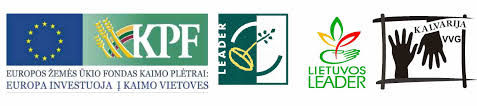 KPF
EUROPOS ŽEMĖS ŪKIO FONDAS KAIMO PLĖTRAI:
EUROPA INVESTUOJA Į KAIMO VIETOVES
LEADER
LIETUVOS
LEADER
KALVARIJA
VVG